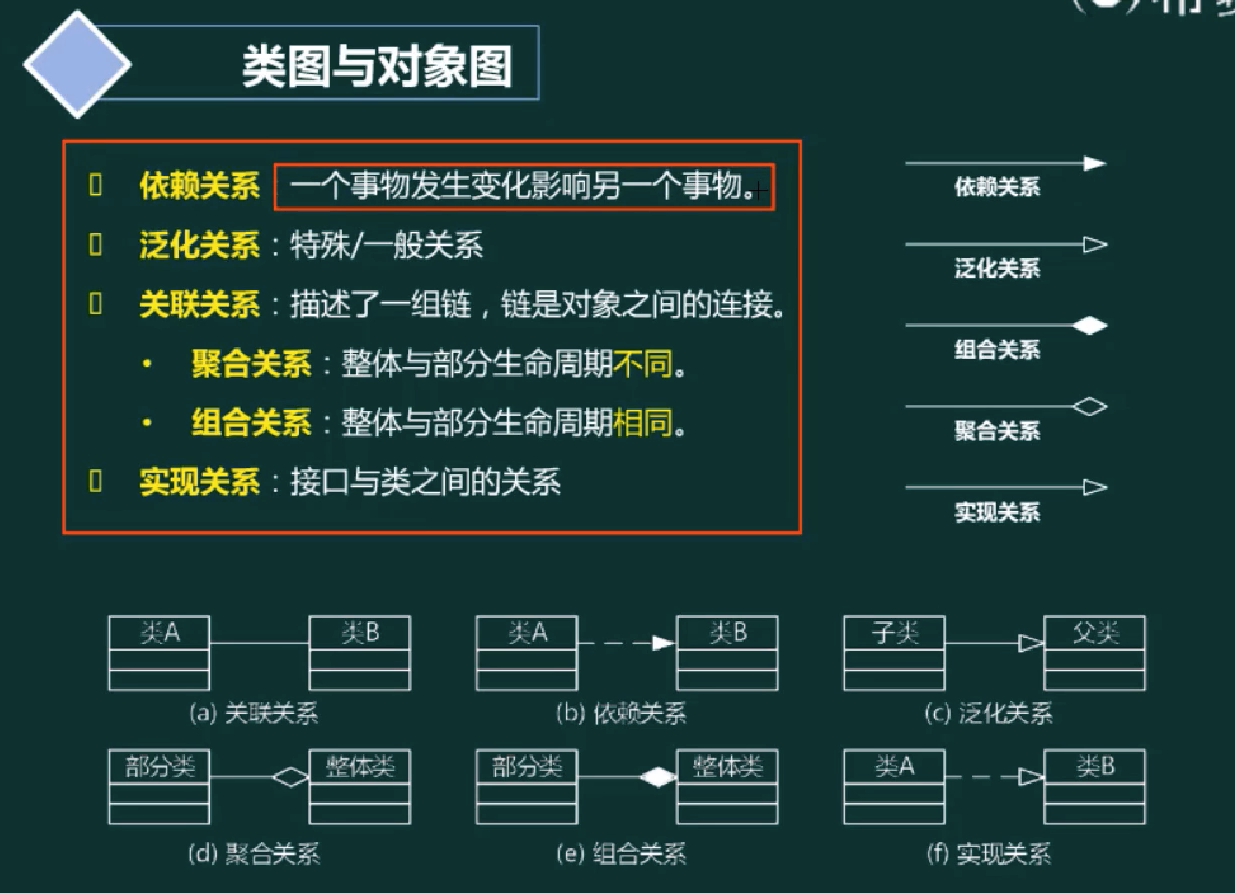 类图与对象图
依赖关系：一个事物发生变化影响另一个事物。
泛化关系：特殊/一般关系
关联关系：描述了一组链，链是对象之间的连接。
• 聚合关系：整体与部分生命周期不同。
• 组合关系：整体与部分生命周期相同。
实现关系：接口与类之间的关系
依赖关系
泛化关系
组合关系
聚合关系
实现关系
类A 类B 类A 类B 子类 父类
(a) 关联关系 (b) 依赖关系 (c) 泛化关系
部分类 整体类 部分类 整体类 类A 类B
(d) 聚合关系 (e) 组合关系 (f) 实现关系